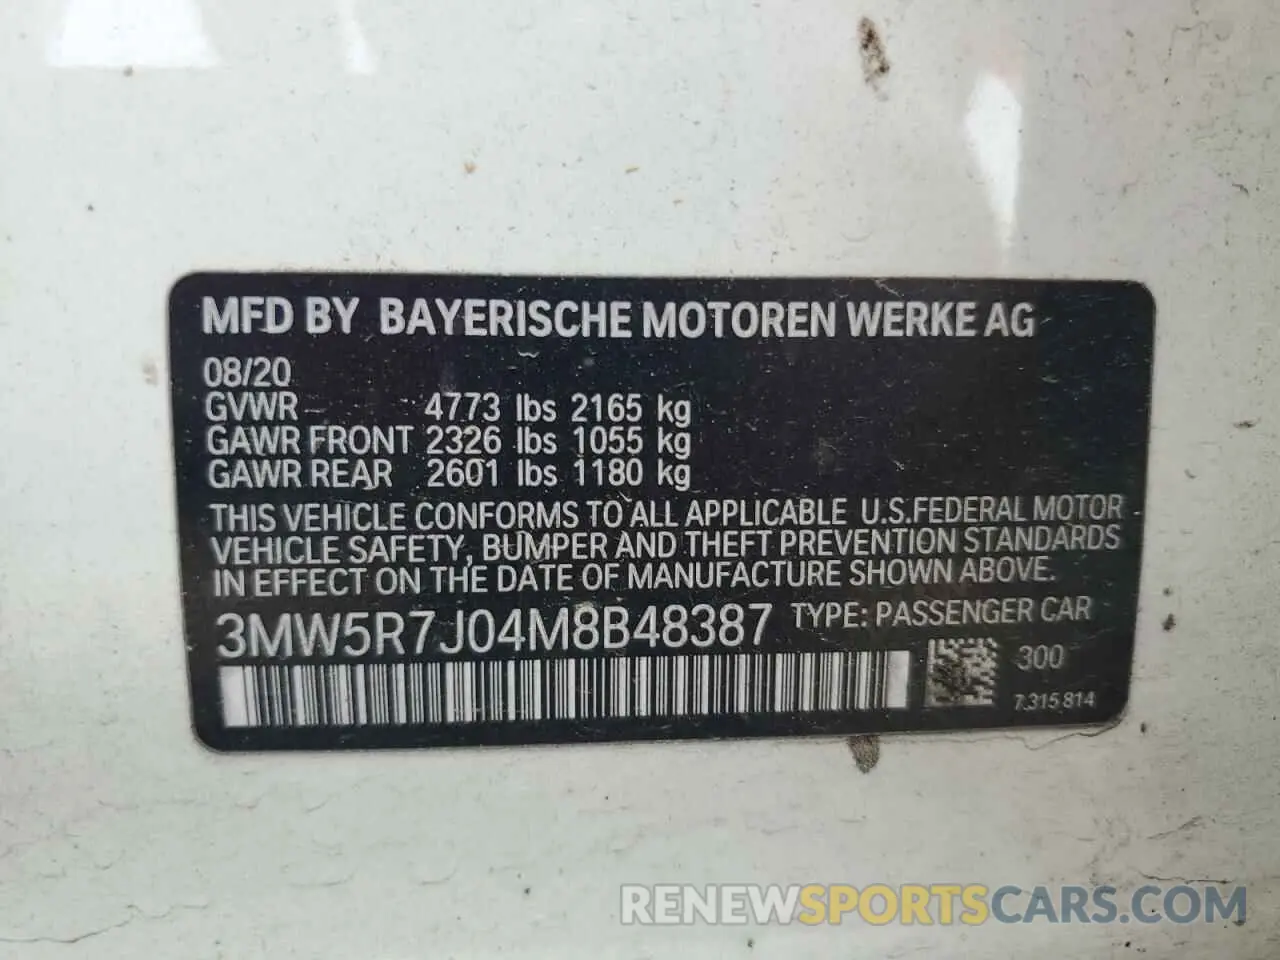 MFD BY BAYERISCHE MOTOREN WERKE AG
08/20
GVWR 4773 lbs 2165 kg
GAWR FRONT 2326 lbs 1055 kg
GAWR REAR 2601 lbs 1180 kg
THIS VEHICLE CONFORMS TO ALL APPLICABLE U.S.FEDERAL MOTOR
VEHICLE SAFETY, BUMPER AND THEFT PREVENTION STANDARDS
IN EFFECT ON THE DATE OF MANUFACTURE SHOWN ABOVE.
3MW5R7J04M8B48387 TYPE: PASSENGER CAR
300
7.315 814
RENEWSPORTSCARS.COM